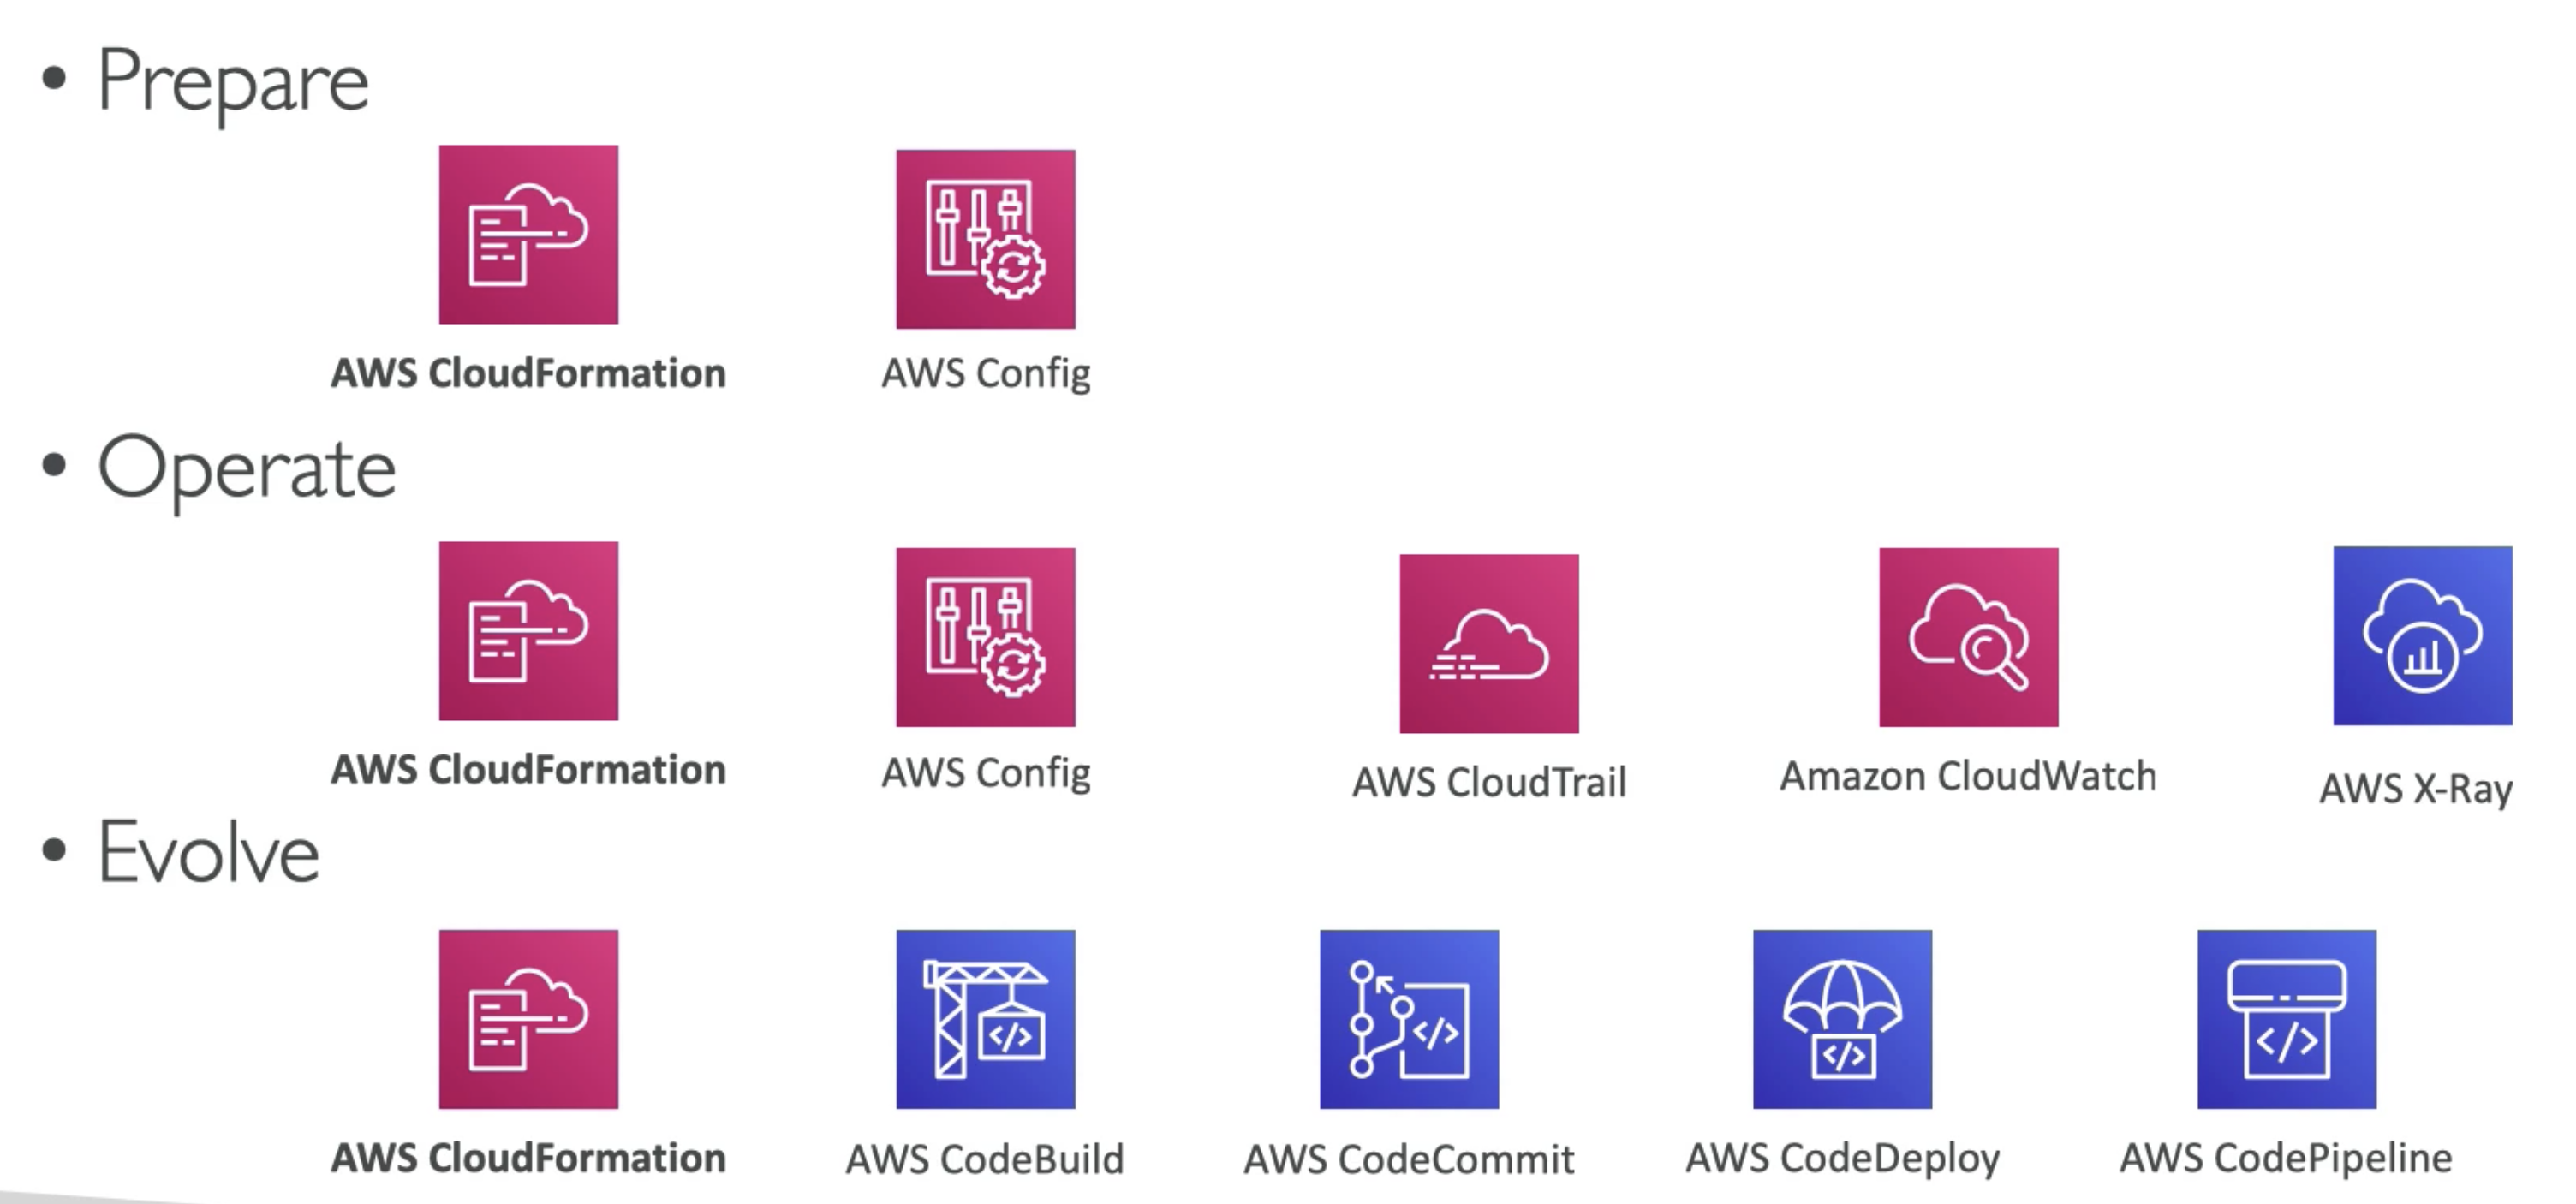 • Prepare
AWS CloudFormation AWS Config
• Operate
AWS CloudFormation AWS Config AWS CloudTrail Amazon CloudWatch AWS X-Ray
• Evolve
AWS CloudFormation AWS CodeBuild AWS CodeCommit AWS CodeDeploy AWS CodePipeline